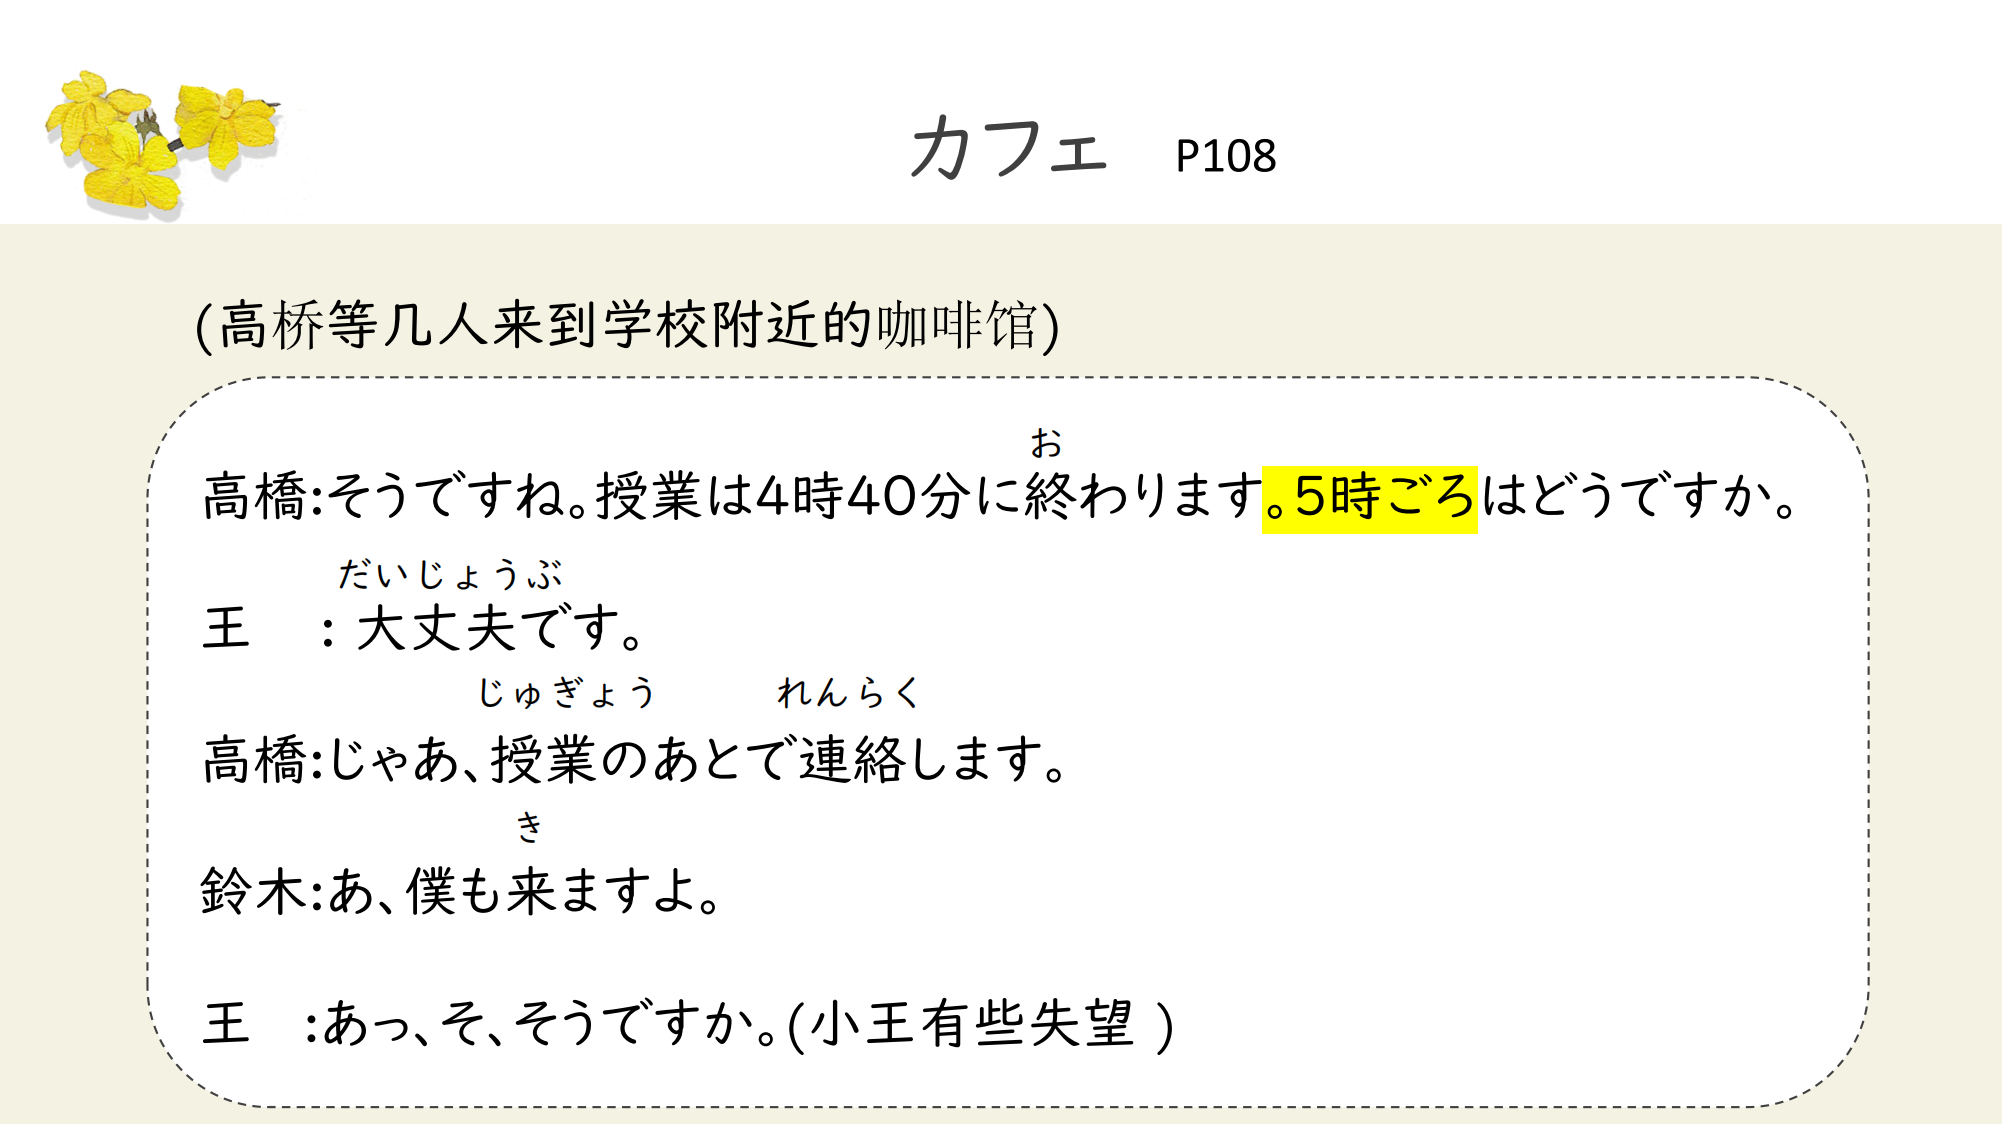 カフェ P108
(高桥等几人来到学校附近的咖啡馆)
お
高橋:そうですね。授業は4時40分に終わります。5時ごろはどうですか。
だいじょうぶ
王 : 大丈夫です。
じゅぎょう れんらく
高橋:じゃあ、授業のあとで連絡します。
き
鈴木:あ、僕も来ますよ。
王 :あっ、そ、そうですか。(小王有些失望 )